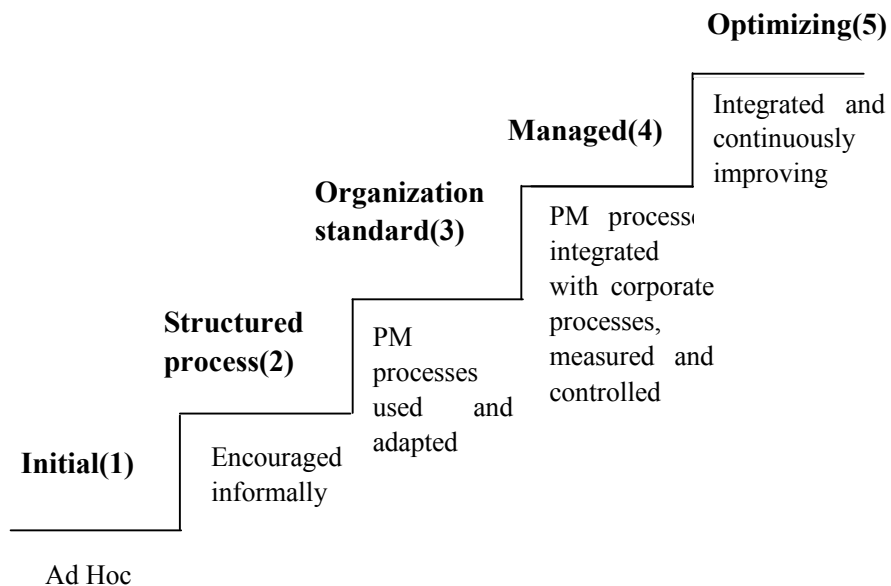 Optimizing(5)
Integrated and
continuously
improving
Managed(4)
PM process
integrated
with corporate
processes,
measured and
controlled
Organization
standard(3)
PM
processes
used and
adapted
Structured
process(2)
Encouraged
informally
Initial(1)
Ad Hoc